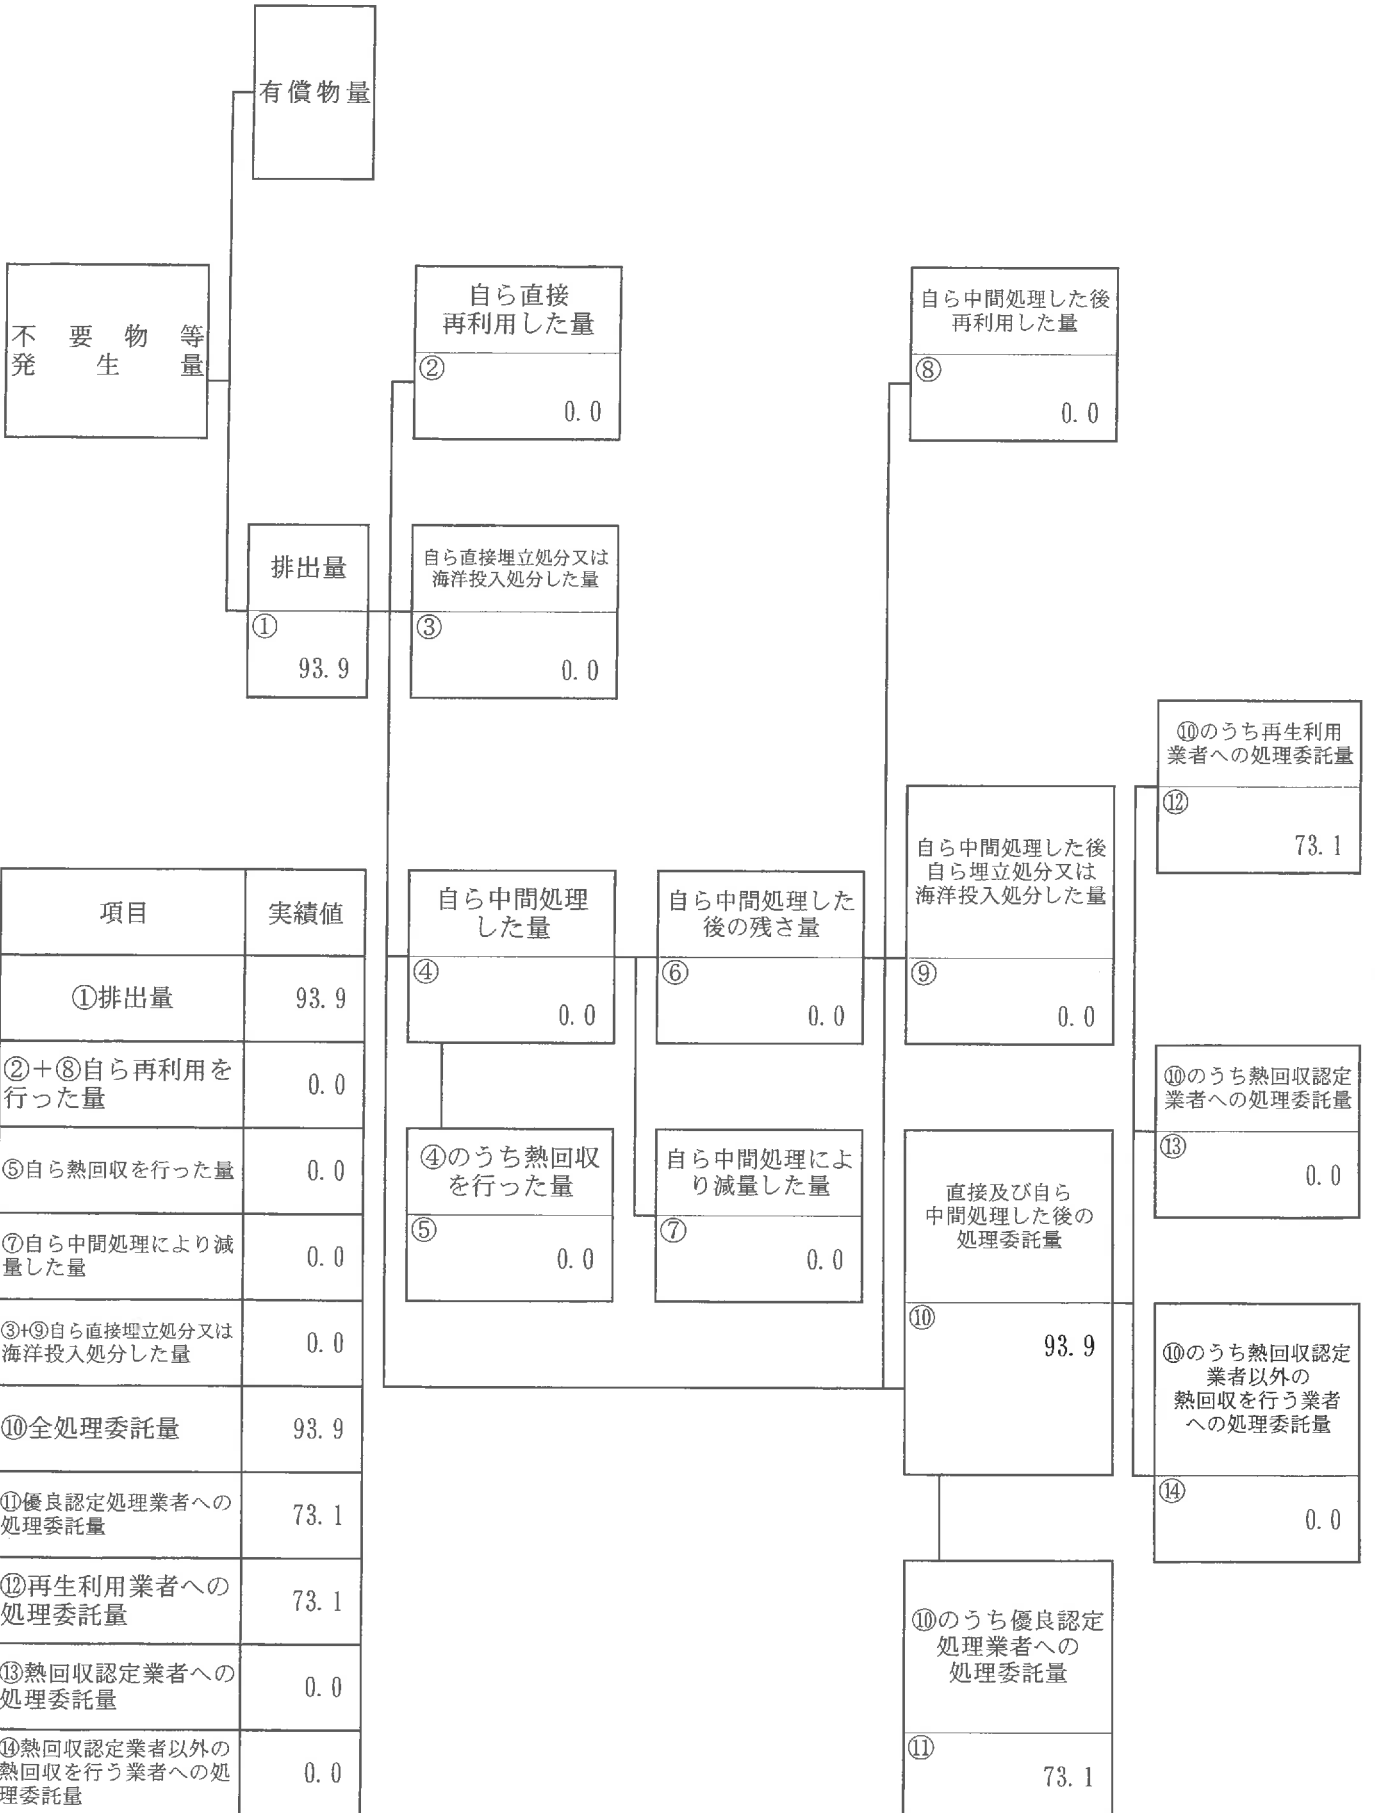 有償物量
不要物等
発生量
自ら直接
再利用した量
②
0.0
自ら中間処理した後
再利用した量
⑧
0.0
排出量
①
93.9
自ら直接埋立処分又は
海洋投入処分した量
③
0.0
⑩のうち再生利用
業者への処理委託量
⑫
73.1
自ら中間処理
した量
④
0.0
自ら中間処理した
後の残さ量
⑥
0.0
自ら中間処理した後
自ら埋立処分又は
海洋投入処分した量
⑨
0.0
⑩のうち熱回収認定
業者への処理委託量
⑬
0.0
④のうち熱回収
を行った量
⑤
0.0
自ら中間処理によ
り減量した量
⑦
0.0
直接及び自ら
中間処理した後の
処理委託量
⑩
93.9
⑩のうち熱回収認定
業者以外の
熱回収を行う業者
への処理委託量
⑭
0.0
⑩のうち優良認定
処理業者への
処理委託量
⑪
73.1
項目 実績値
①排出量 93.9
②+⑧自ら再利用を
行った量 0.0
⑤自ら熱回収を行った量 0.0
⑦自ら中間処理により減
量した量 0.0
③+⑨自ら直接埋立処分又は
海洋投入処分した量 0.0
⑩全処理委託量 93.9
⑪優良認定処理業者への
処理委託量 73.1
⑫再生利用業者への
処理委託量 73.1
⑬熱回収認定業者への
処理委託量 0.0
⑭熱回収認定業者以外の
熱回収を行う業者への処
理委託量 0.0